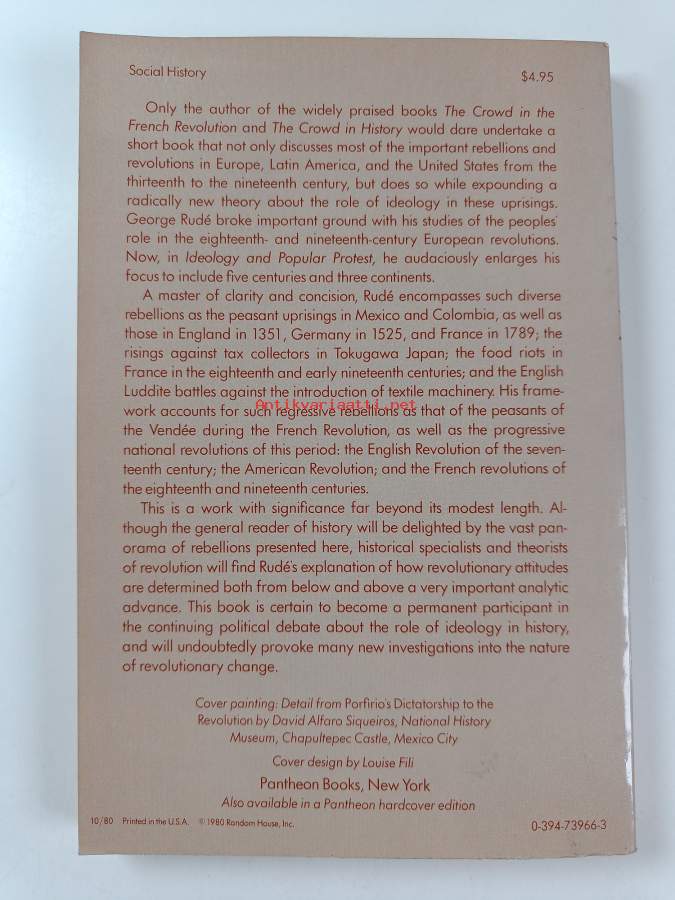 Social History
$4.95
Only the author of the widely praised books The Crowd in the
French Revolution and The Crowd in History would dare undertake a
short book that not only discusses most of the important rebellions and
revolutions in Europe, Latin America, and the United States from the
thirteenth to the nineteenth century, but does so while expounding a
radically new theory about the role of ideology in these uprisings.
George Rudé broke important ground with his studies of the peoples'
role in the eighteenth- and nineteenth-century European revolutions.
Now, in Ideology and Popular Protest, he audaciously enlarges his
focus to include five centuries and three continents.
A master of clarity and concision, Rudé encompasses such diverse
rebellions as the peasant uprisings in Mexico and Colombia, as well as
those in England in 1351, Germany in 1525, and France in 1789; the
risings against tax collectors in Tokugawa Japan; the food riots in
France in the eighteenth and early nineteenth centuries; and the English
Luddite battles against the introduction of textile machinery. His frame-
work accounts for such regressive rebellions as that of the peasants of
Antikvariaatti.net
the Vendée during the French Revolution, as well as the progressive
national revolutions of this period: the English Revolution of the seven-
teenth century; the American Revolution; and the French revolutions of
the eighteenth and nineteenth centuries.
This is a work with significance far beyond its modest length. Al-
though the general reader of history will be delighted by the vast pan-
orama of rebellions presented here, historical specialists and theorists
of revolution will find Rudé's explanation of how revolutionary attitudes
are determined both from below and above a very important analytic
advance. This book is certain to become a permanent participant in
the continuing political debate about the role of ideology in history,
and will undoubtedly provoke many new investigations into the nature
of revolutionary change.
Cover painting: Detail from Porfirio's Dictatorship to the
Revolution by David Alfaro Siqueiros, National History
Museum, Chapultepec Castle, Mexico City
Cover design by Louise Fili
Pantheon Books, New York
Also available in a Pantheon hardcover edition
10/80 Printed in the U.S.A. © 1980 Random House, Inc.
0-394-73966-3